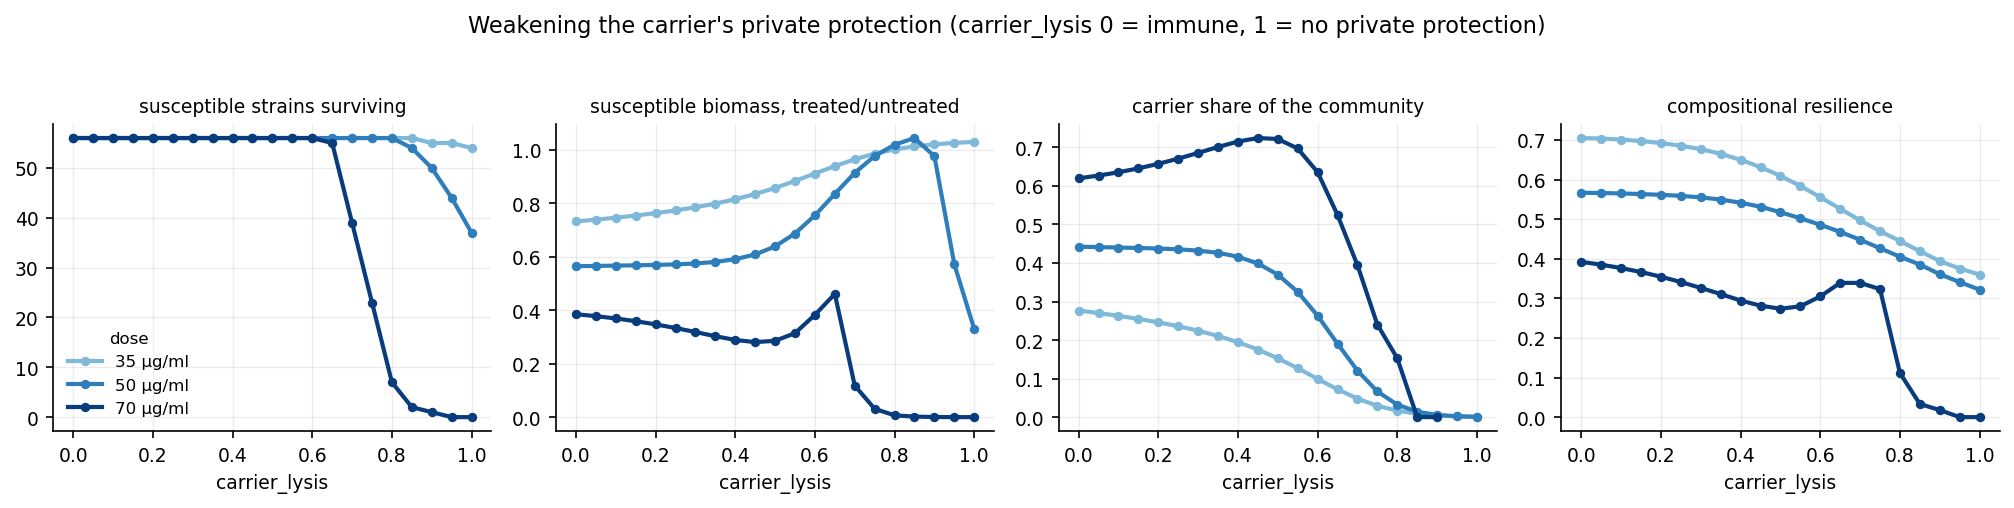 Weakening the carrier's private protection (carrier_lysis 0 = immune, 1 = no private protection)
susceptible strains surviving
50
40
30
20
10
0
dose
35 µg/ml
50 µg/ml
70 µg/ml
0.0 0.2 0.4 0.6 0.8 1.0
carrier_lysis
susceptible biomass, treated/untreated
1.0
0.8
0.6
0.4
0.2
0.0
0.0 0.2 0.4 0.6 0.8 1.0
carrier_lysis
carrier share of the community
0.7
0.6
0.5
0.4
0.3
0.2
0.1
0.0
0.0 0.2 0.4 0.6 0.8 1.0
carrier_lysis
compositional resilience
0.7
0.6
0.5
0.4
0.3
0.2
0.1
0.0
0.0 0.2 0.4 0.6 0.8 1.0
carrier_lysis